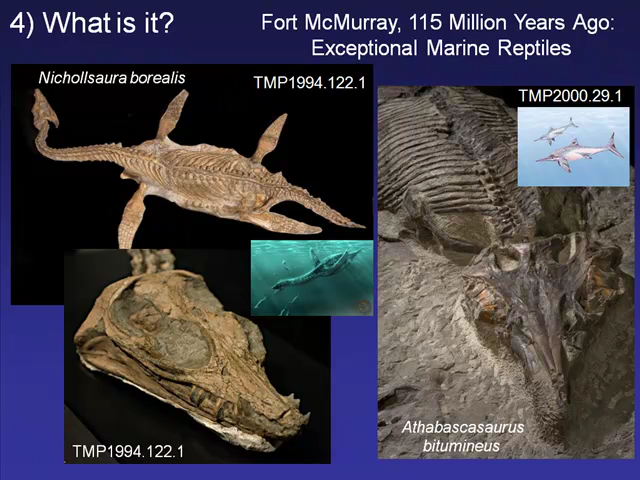 4) What is it?
Fort McMurray, 115 Million Years Ago:
Exceptional Marine Reptiles
Nichollsaura borealis
TMP1994.122.1
TMP2000.29.1
TMP1994.122.1
Athabascasaurus
bitumineus